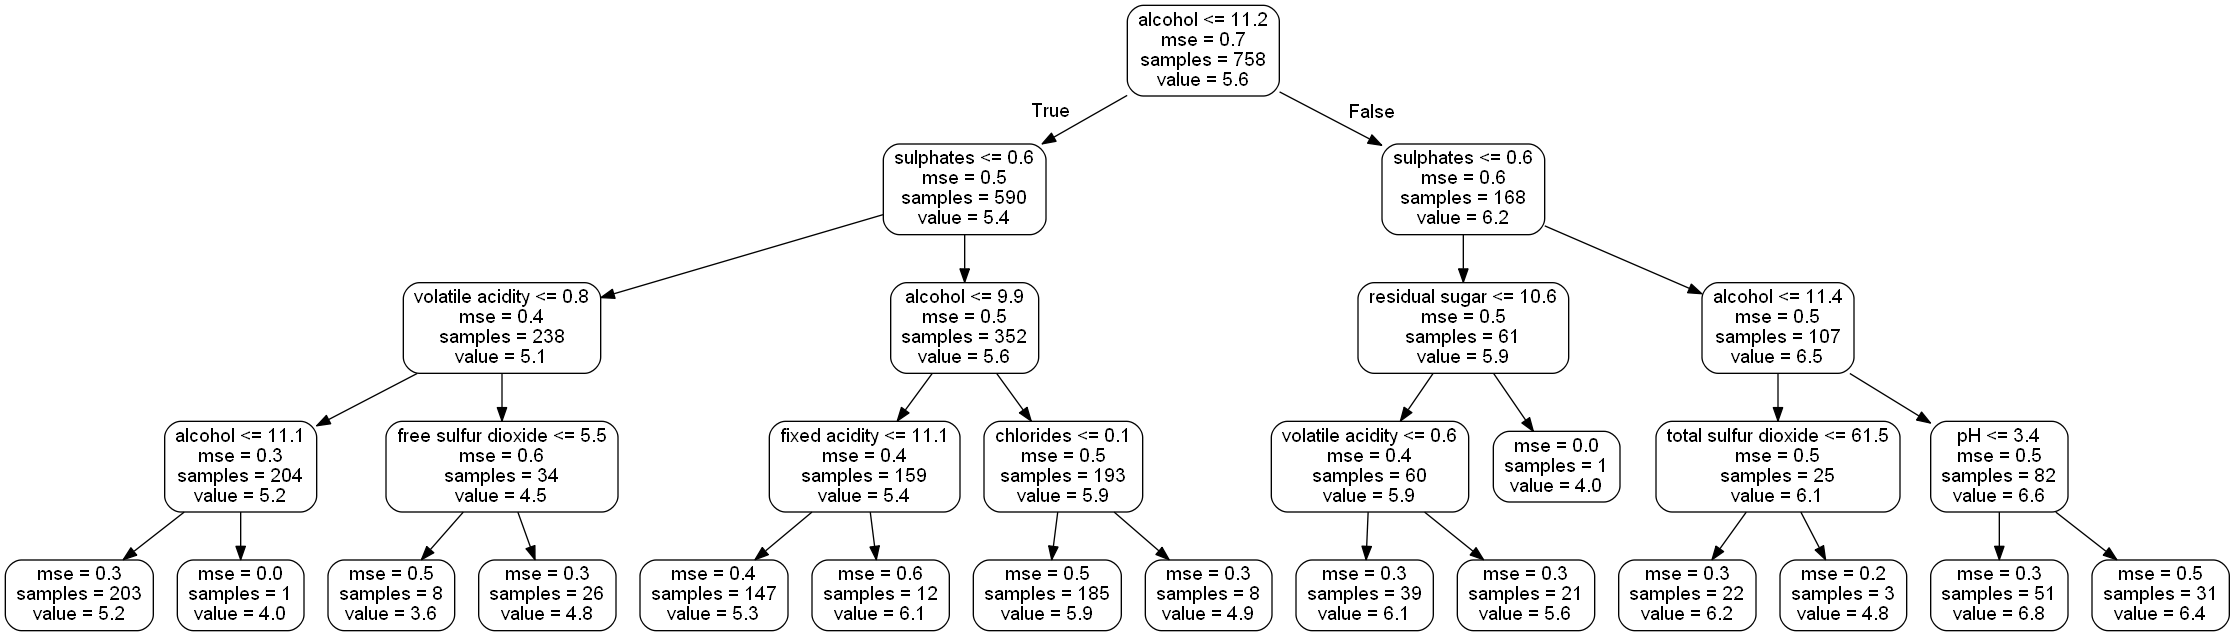 alcohol <= 11.2
mse = 0.7
samples = 758
value = 5.6
True
False
sulphates <= 0.6
mse = 0.5
samples = 590
value = 5.4
sulphates <= 0.6
mse = 0.6
samples = 168
value = 6.2
volatile acidity <= 0.8
mse = 0.4
samples = 238
value = 5.1
alcohol <= 9.9
mse = 0.5
samples = 352
value = 5.6
residual sugar <= 10.6
mse = 0.5
samples = 61
value = 5.9
alcohol <= 11.4
mse = 0.5
samples = 107
value = 6.5
alcohol <= 11.1
mse = 0.3
samples = 204
value = 5.2
free sulfur dioxide <= 5.5
mse = 0.6
samples = 34
value = 4.5
fixed acidity <= 11.1
mse = 0.4
samples = 159
value = 5.4
chlorides <= 0.1
mse = 0.5
samples = 193
value = 5.9
volatile acidity <= 0.6
mse = 0.4
samples = 60
value = 5.9
mse = 0.0
samples = 1
value = 4.0
total sulfur dioxide <= 61.5
mse = 0.5
samples = 25
value = 6.1
pH <= 3.4
mse = 0.5
samples = 82
value = 6.6
mse = 0.3
samples = 203
value = 5.2
mse = 0.0
samples = 1
value = 4.0
mse = 0.5
samples = 8
value = 3.6
mse = 0.3
samples = 26
value = 4.8
mse = 0.4
samples = 147
value = 5.3
mse = 0.6
samples = 12
value = 6.1
mse = 0.5
samples = 185
value = 5.9
mse = 0.3
samples = 8
value = 4.9
mse = 0.3
samples = 39
value = 6.1
mse = 0.3
samples = 21
value = 5.6
mse = 0.3
samples = 22
value = 6.2
mse = 0.2
samples = 3
value = 4.8
mse = 0.3
samples = 51
value = 6.8
mse = 0.5
samples = 31
value = 6.4